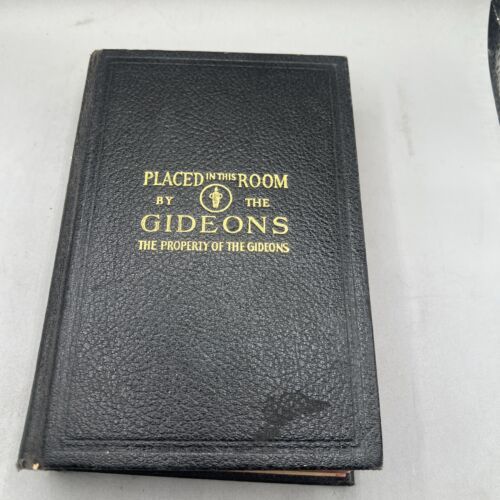 PLACED IN THIS ROOM
BY THE
GIDEONS
THE PROPERTY OF THE GIDEONS